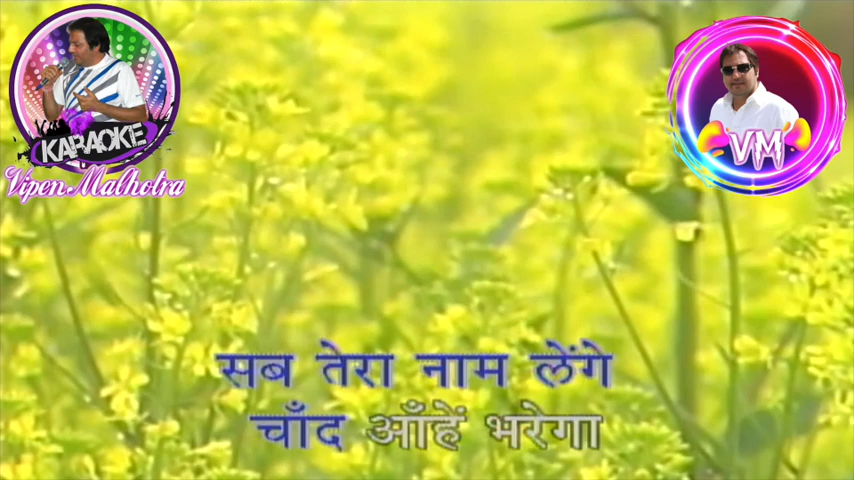 KARAOKE
Vipen Malhotra
VM
सब तेरा नाम लेंगे
चाँद आँहें भरेगा